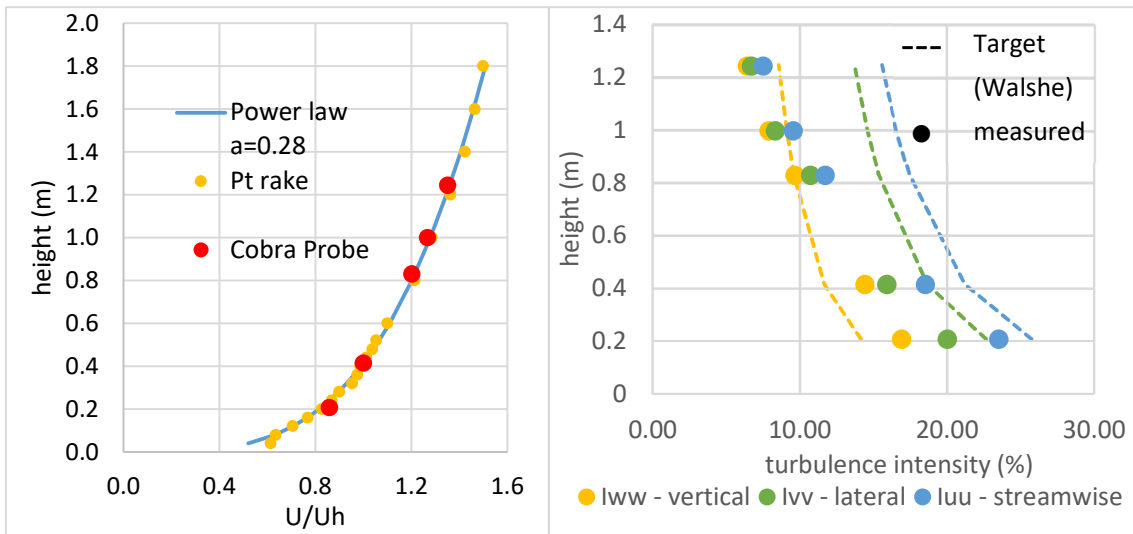 2.0
1.8
1.6
1.4
1.2
1.0
0.8
0.6
0.4
0.2
0.0
height (m)
Power law
a=0.28
Pt rake
Cobra Probe
0.0 0.4 0.8 1.2 1.6
U/Uh
1.4
1.2
1
0.8
0.6
0.4
0.2
0
height (m)
Target
(Walshe)
measured
0.00 10.00 20.00 30.00
turbulence intensity (%)
Iww - vertical Ivv - lateral Iuu - streamwise